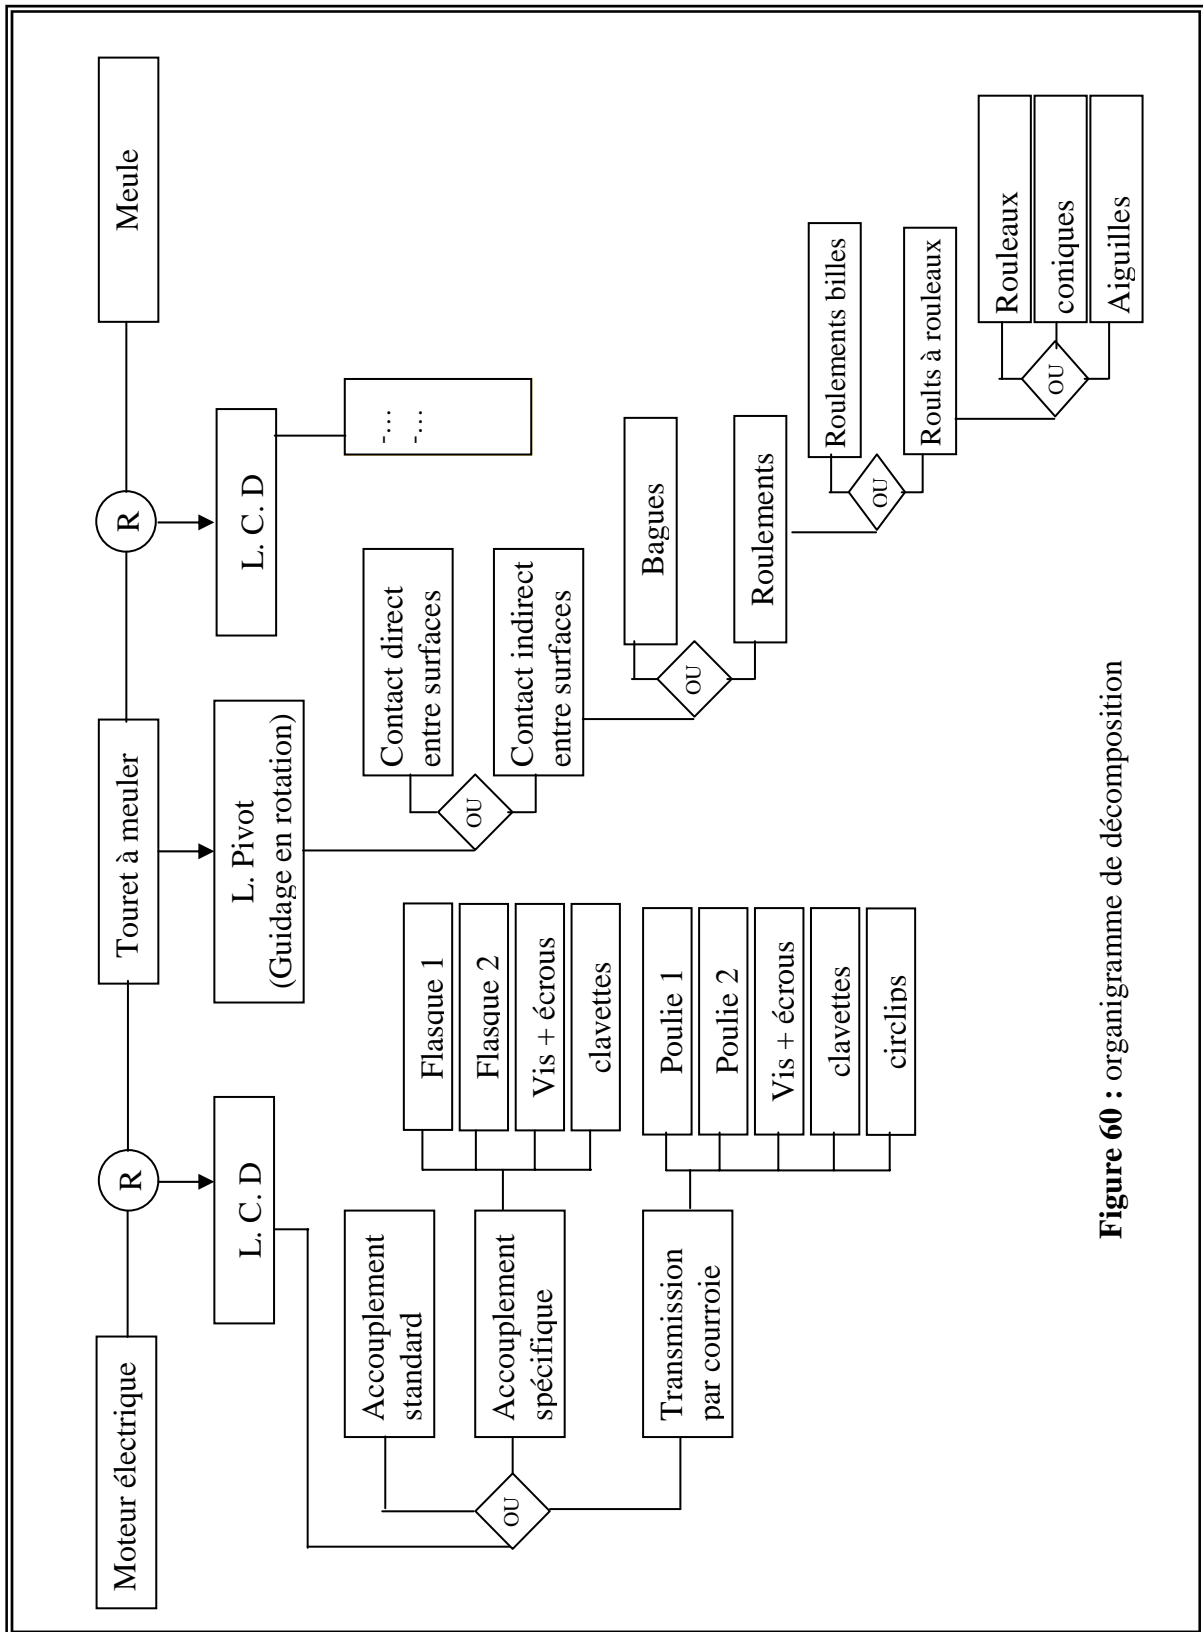 Moteur électrique
R
Touret à meuler
R
Meule
L. C. D
L. Pivot
(Guidage en rotation)
L. C. D
OU
Accouplement
standard
Accouplement
spécifique
Transmission
par courroie
Flasque 1
Flasque 2
Vis + écrous
clavettes
Poulie 1
Poulie 2
Vis + écrous
clavettes
circlips
OU
Contact direct
entre surfaces
Contact indirect
entre surfaces
-…
-…
OU
Bagues
Roulements
OU
Roulements billes
Roults à rouleaux
OU
Rouleaux
coniques
Aiguilles
Figure 60 : organigramme de décomposition